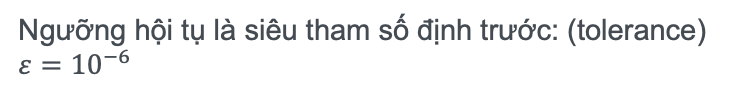 Ngưỡng hội tụ là siêu tham số định trước: (tolerance)
𝜀 = 10⁻⁶